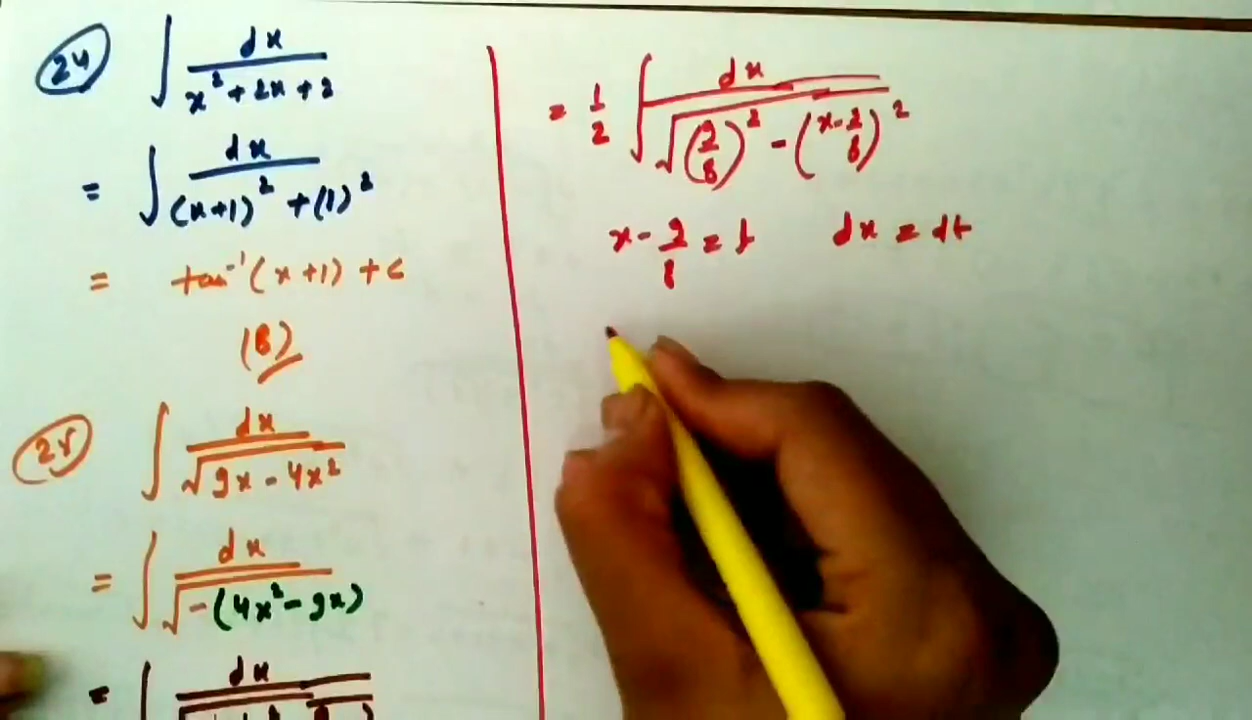 24 ∫ dx / x² + 2x + 2
= ∫ dx / (x+1)² + (1)²
= tan⁻¹(x+1) + c
(B)
25 ∫ dx / √9x - 4x²
= ∫ dx / √-(4x² - 9x)
= ∫ dx
= 1/2 ∫ dx / √(9/8)² - (x - 9/8)²
x - 9/8 = t dx = dt